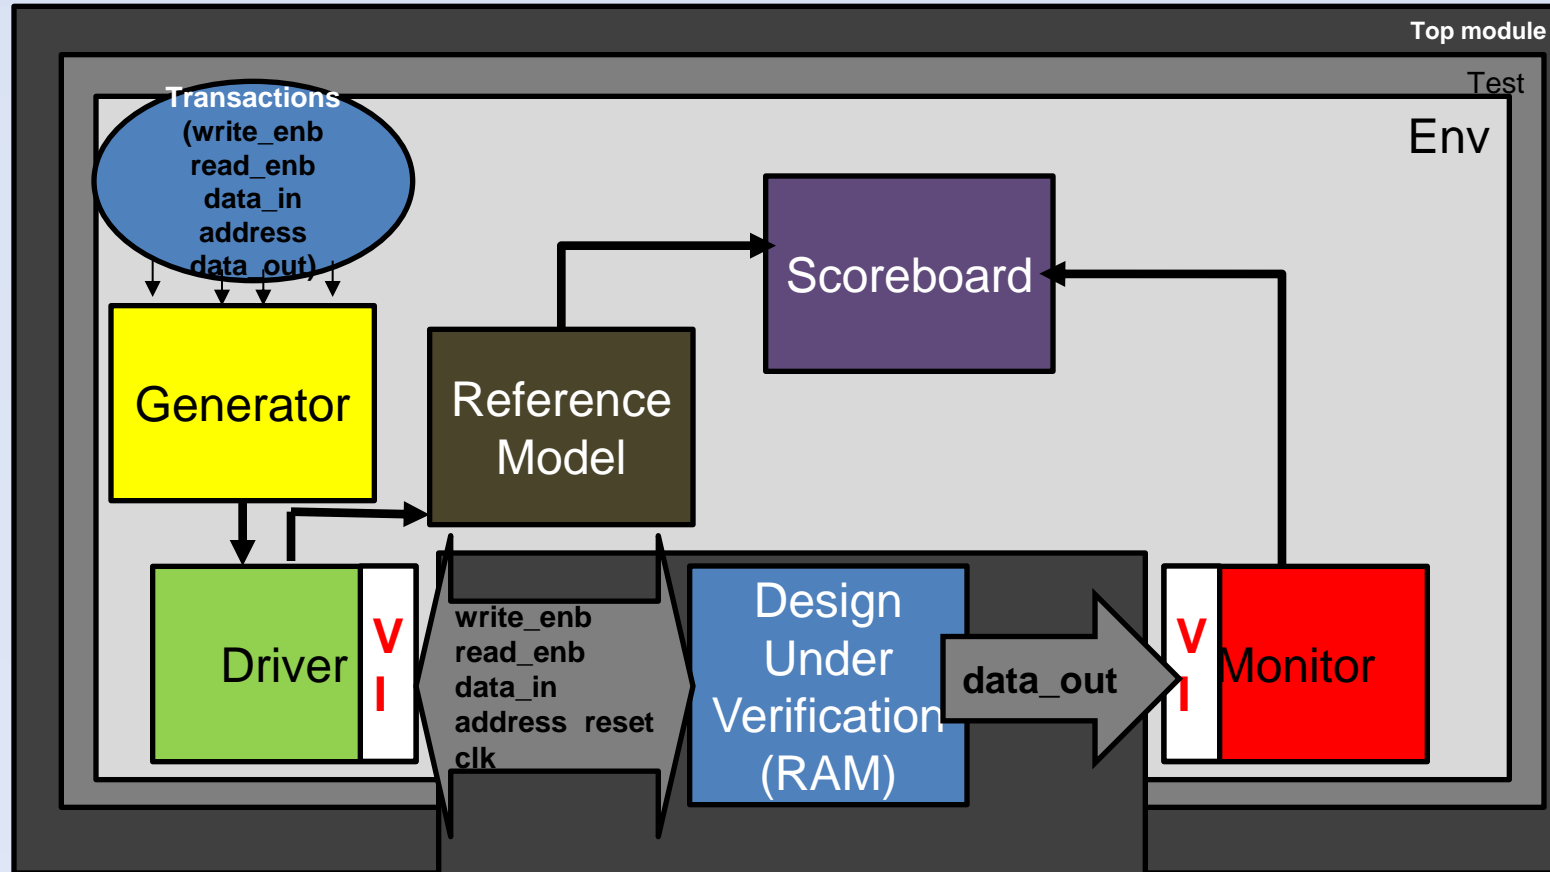 Top module
Test
Env
Transactions
(write_enb
read_enb
data_in
address
data_out)
Scoreboard
Generator
Reference
Model
Driver
V
I
write_enb
read_enb
data_in
address reset
clk
Design
Under
Verification
(RAM)
data_out
V
I
Monitor